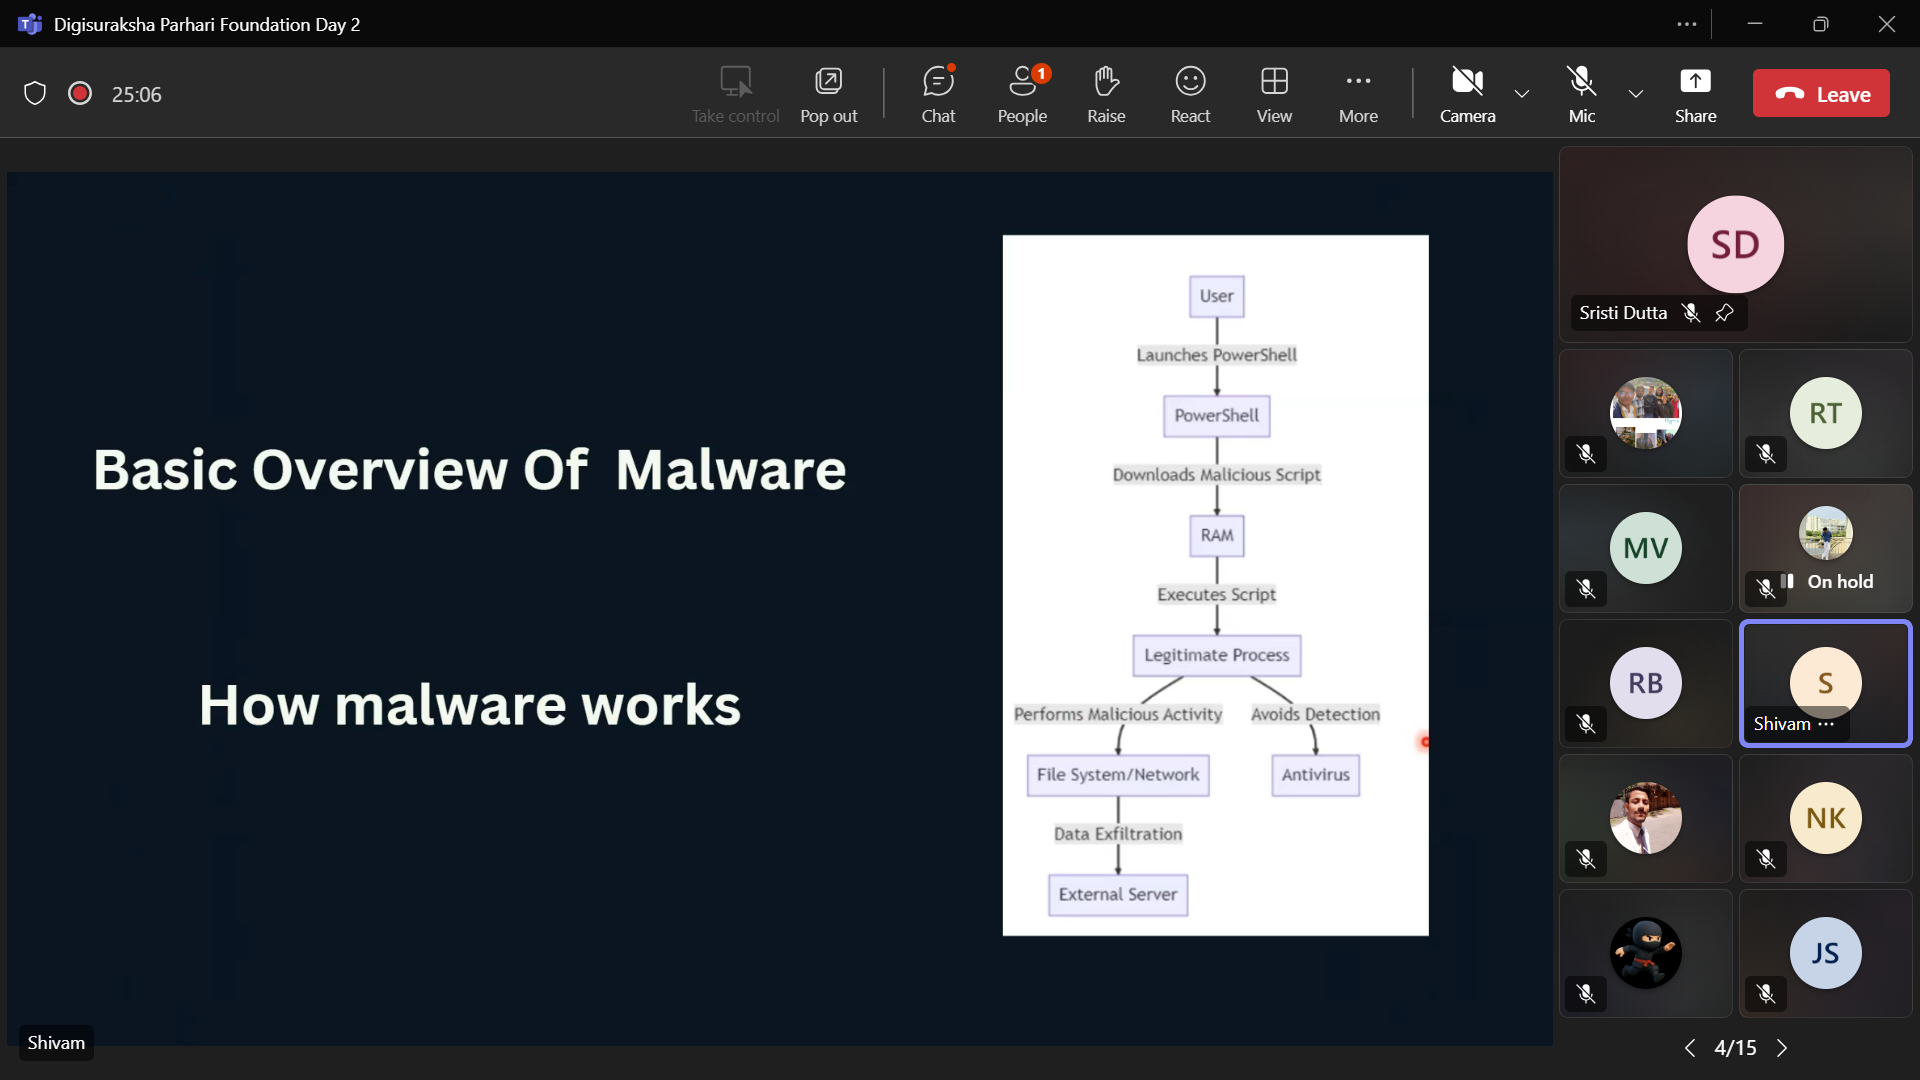 Digisuraksha Parhari Foundation Day 2
25:06
Take control
Pop out
Chat
1
People
Raise
React
View
More
Camera
Mic
Share
Leave
Basic Overview Of Malware
How malware works
User
Launches PowerShell
PowerShell
Downloads Malicious Script
RAM
Executes Script
Legitimate Process
Performs Malicious Activity
Avoids Detection
File System/Network
Antivirus
Data Exfiltration
External Server
Shivam
SD
Sristi Dutta
RT
MV
On hold
RB
S
Shivam ...
NK
JS
4/15